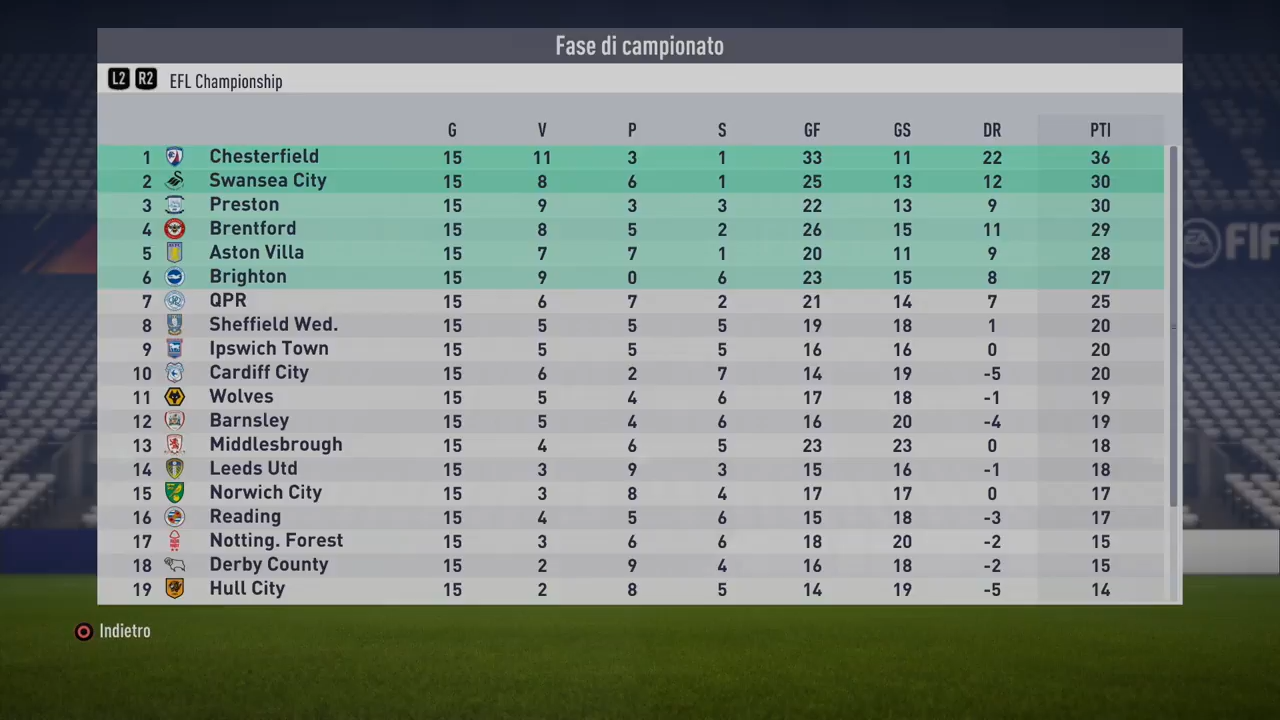 Fase di campionato
L2 R2 EFL Championship
G V P S GF GS DR PTI
1 Chesterfield 15 11 3 1 33 11 22 36
2 Swansea City 15 8 6 1 25 13 12 30
3 Preston 15 9 3 3 22 13 9 30
4 Brentford 15 8 5 2 26 15 11 29
5 Aston Villa 15 7 7 1 20 11 9 28
6 Brighton 15 9 0 6 23 15 8 27
7 QPR 15 6 7 2 21 14 7 25
8 Sheffield Wed. 15 5 5 5 19 18 1 20
9 Ipswich Town 15 5 5 5 16 16 0 20
10 Cardiff City 15 6 2 7 14 19 -5 20
11 Wolves 15 5 4 6 17 18 -1 19
12 Barnsley 15 5 4 6 16 20 -4 19
13 Middlesbrough 15 4 6 5 23 23 0 18
14 Leeds Utd 15 3 9 3 15 16 -1 18
15 Norwich City 15 3 8 4 17 17 0 17
16 Reading 15 4 5 6 15 18 -3 17
17 Notting. Forest 15 3 6 6 18 20 -2 15
18 Derby County 15 2 9 4 16 18 -2 15
19 Hull City 15 2 8 5 14 19 -5 14
Indietro
EA FIF